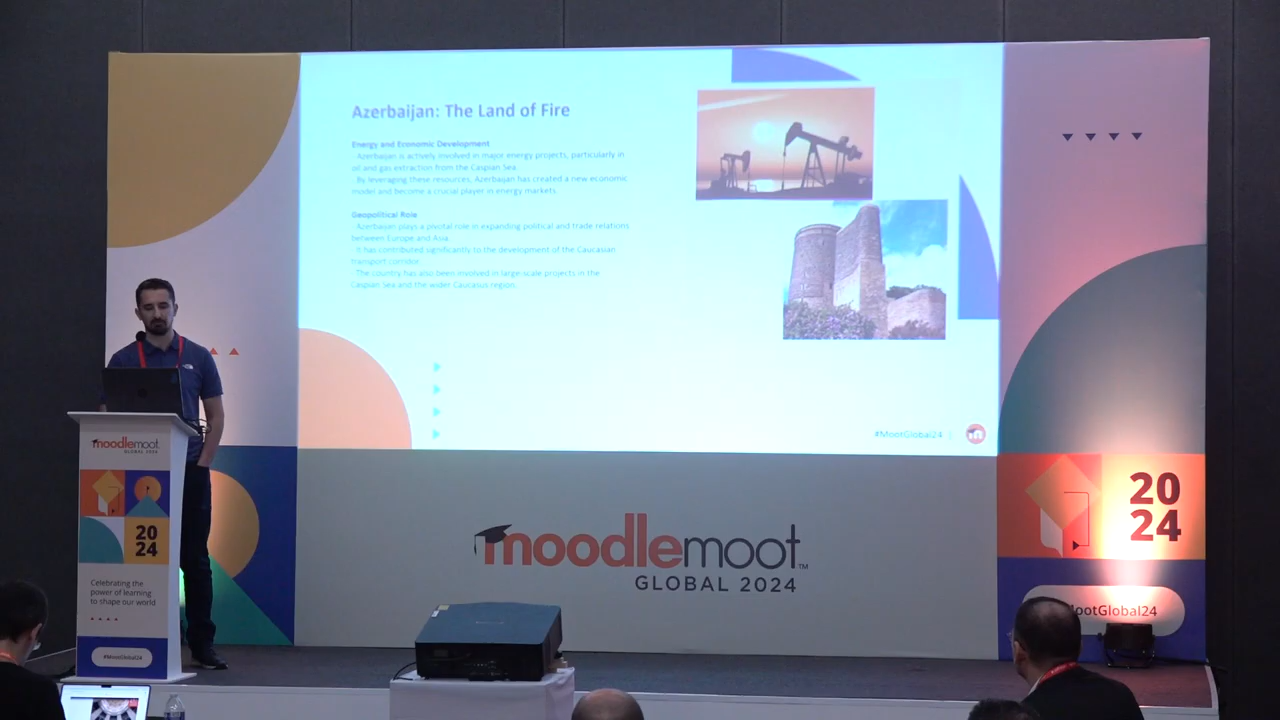 Azerbaijan: The Land of Fire
Energy and Economic Development
Azerbaijan is actively involved in major energy projects, particularly in
oil and gas extraction from the Caspian Sea.
By leveraging these resources, Azerbaijan has created a new economic
model and become a crucial player in energy markets.
Geopolitical Role
Azerbaijan plays a pivotal role in expanding political and trade relations
between Europe and Asia.
It has contributed significantly to the development of the Caucasian
transport corridor.
The country has also been involved in large-scale projects in the
Caspian Sea and the wider Caucasus region.
#MootGlobal24
moodlemoot
GLOBAL 2024
20
24
Celebrating the
power of learning
to shape our world
#MootGlobal24
moodlemoot™
GLOBAL 2024
20
24
MootGlobal24